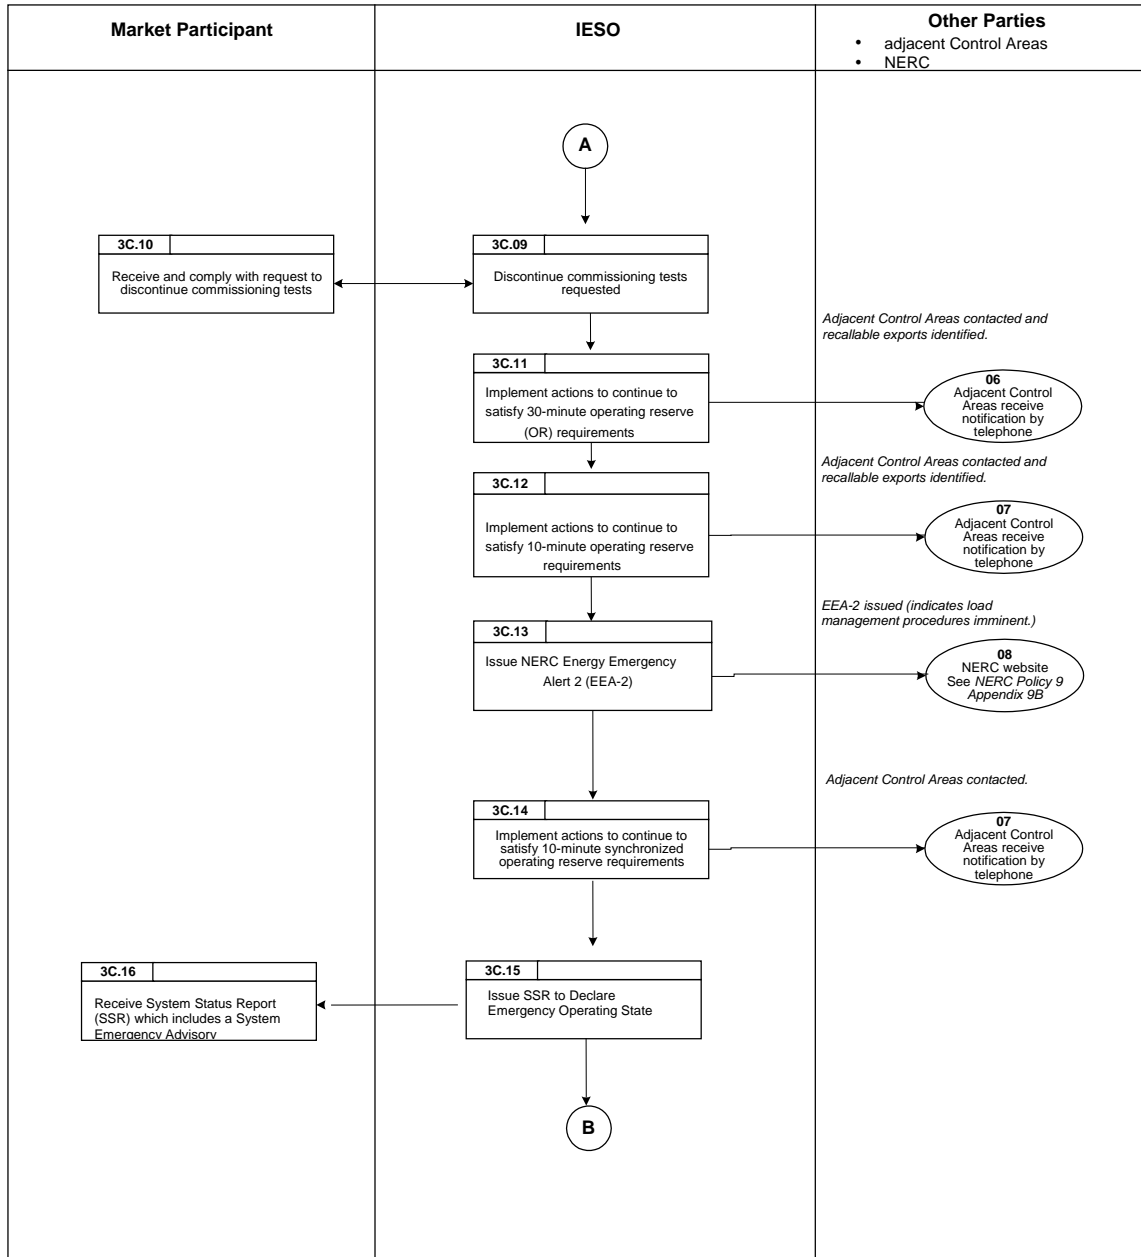 Market Participant
IESO
Other Parties
• adjacent Control Areas
• NERC
A
3C.10
Receive and comply with request to
discontinue commissioning tests
3C.09
Discontinue commissioning tests
requested
Adjacent Control Areas contacted and
recallable exports identified.
3C.11
Implement actions to continue to
satisfy 30-minute operating reserve
(OR) requirements
06
Adjacent Control
Areas receive
notification by
telephone
Adjacent Control Areas contacted and
recallable exports identified.
3C.12
Implement actions to continue to
satisfy 10-minute operating reserve
requirements
07
Adjacent Control
Areas receive
notification by
telephone
EEA-2 issued (indicates load
management procedures imminent.)
3C.13
Issue NERC Energy Emergency
Alert 2 (EEA-2)
08
NERC website
See NERC Policy 9
Appendix 9B
Adjacent Control Areas contacted.
3C.14
Implement actions to continue to
satisfy 10-minute synchronized
operating reserve requirements
07
Adjacent Control
Areas receive
notification by
telephone
3C.16
Receive System Status Report
(SSR) which includes a System
Emergency Advisory
3C.15
Issue SSR to Declare
Emergency Operating State
B